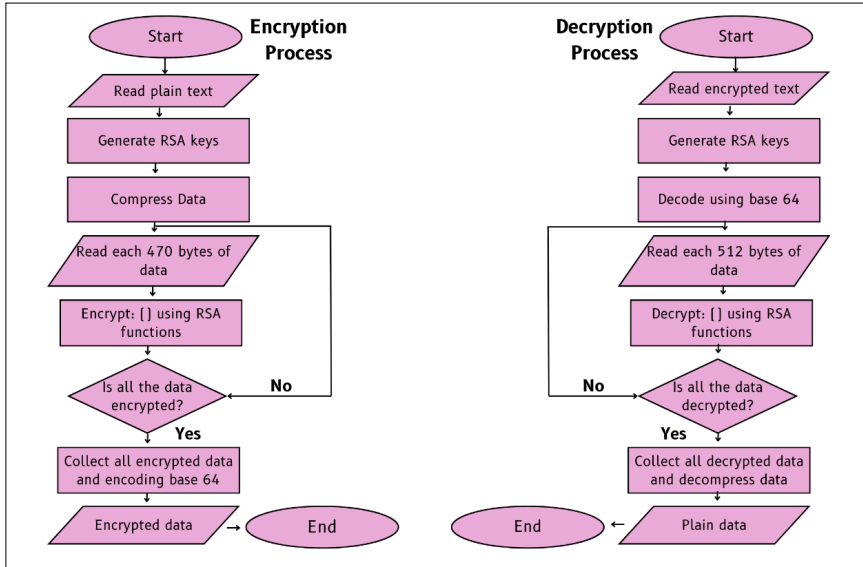 Encryption
Process
Start
Read plain text
Generate RSA keys
Compress Data
Read each 470 bytes of
data
Encrypt: [ ] using RSA
functions
Is all the data
encrypted?
No
Yes
Collect all encrypted data
and encoding base 64
Encrypted data
End
Decryption
Process
Start
Read encrypted text
Generate RSA keys
Decode using base 64
Read each 512 bytes of
data
Decrypt: [ ] using RSA
functions
Is all the data
decrypted?
No
Yes
Collect all decrypted data
and decompress data
Plain data
End